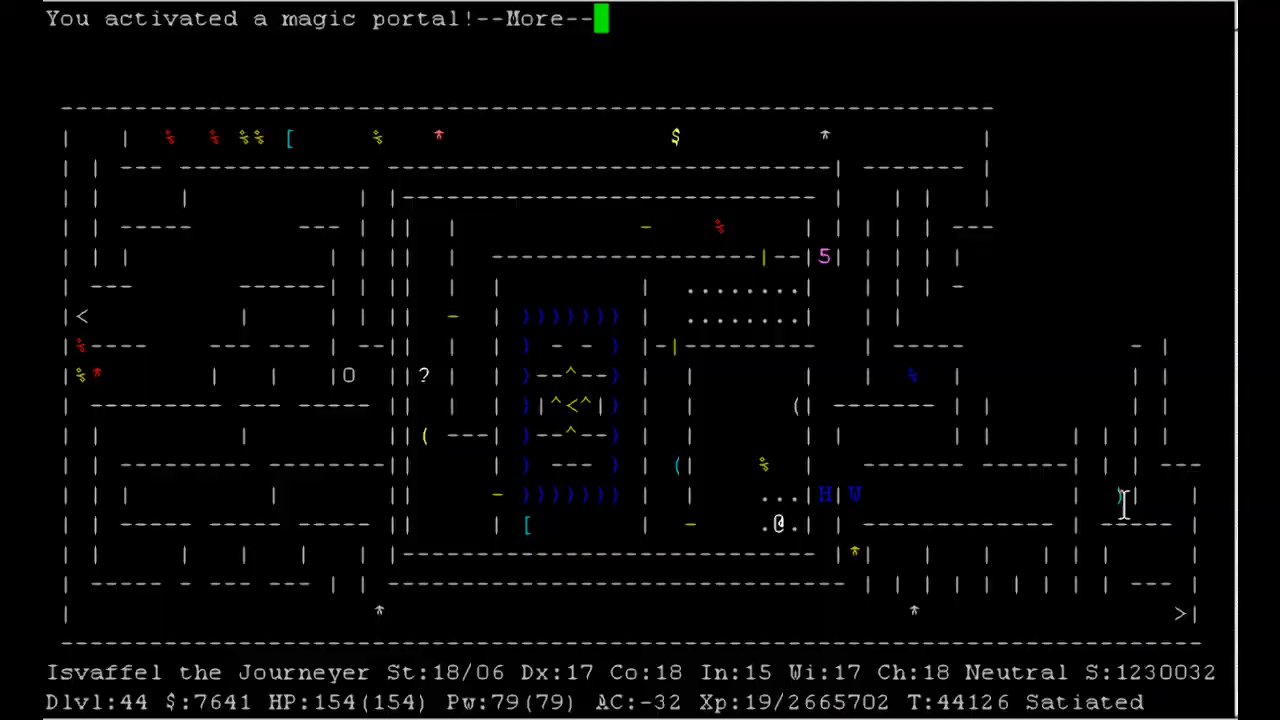 You activated a magic portal!--More--
Isvaffel the Journeyer St:18/06 Dx:17 Co:18 In:15 Wi:17 Ch:18 Neutral S:1230032
Dlvl:44 $:7641 HP:154(154) Pw:79(79) AC:-32 Xp:19/2665702 T:44126 Satiated